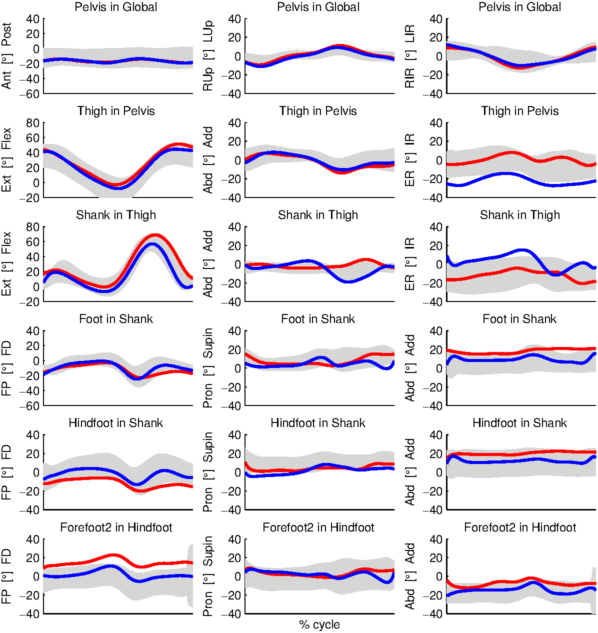 Pelvis in Global Pelvis in Global Pelvis in Global
Ant [°] Post 40 20 0 −20 −40 −60 RUp [°] LUp 40 20 0 −20 −40 RIR [°] LIR 40 20 0 −20 −40
Thigh in Pelvis Thigh in Pelvis Thigh in Pelvis
Ext [°] Flex 80 60 40 20 0 −20 Abd [°] Add 40 20 0 −20 −40 ER [°] IR 40 20 0 −20 −40
Shank in Thigh Shank in Thigh Shank in Thigh
Ext [°] Flex 80 60 40 20 0 −20 Abd [°] Add 40 20 0 −20 −40 ER [°] IR 40 20 0 −20 −40
Foot in Shank Foot in Shank Foot in Shank
FP [°] FD 40 20 0 −20 −40 −60 Pron [°] Supin 40 20 0 −20 −40 Abd [°] Add 40 20 0 −20 −40
Hindfoot in Shank Hindfoot in Shank Hindfoot in Shank
FP [°] FD 40 20 0 −20 −40 Pron [°] Supin 40 20 0 −20 −40 Abd [°] Add 40 20 0 −20 −40
Forefoot2 in Hindfoot Forefoot2 in Hindfoot Forefoot2 in Hindfoot
FP [°] FD 40 20 0 −20 −40 Pron [°] Supin 40 20 0 −20 −40 Abd [°] Add 40 20 0 −20 −40
% cycle